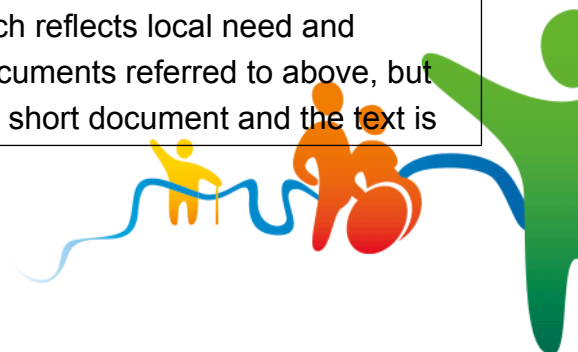 ch reflects local need and
cuments referred to above, but
short document and the text is